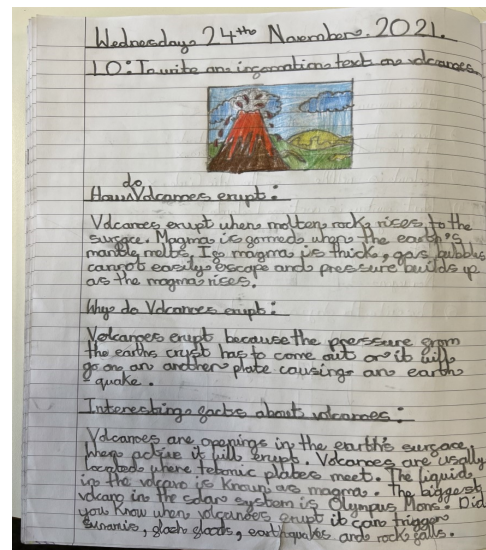 Wednesday 24th November. 2021.
LO: To write an information text on volcanoes.
How do Volcanoes erupt:
Volcanoes erupt when molten rock rises to the
surface. Magma is formed when the earth's
mantle melts. If magma is thick, gas bubbles
cannot easily escape and pressure builds up
as the magma rises.
Why do Volcanoes erupt:
Volcanoes erupt because the pressure from
the earths crust has to come out or it will
go on an another plate causing an earth
quake.
Interesting facts about volcanoes:
Volcanoes are openings in the earth's surface,
when active it will erupt. Volcanoes are usally
located where tetonic plates meet. The liquid
in the volcano is known as magma. The biggest
volcano in the solar system is Olympus Mons. Did
you know when volcanoes erupt it can trigger
sunamis, flash floods, earthquakes and rock falls.